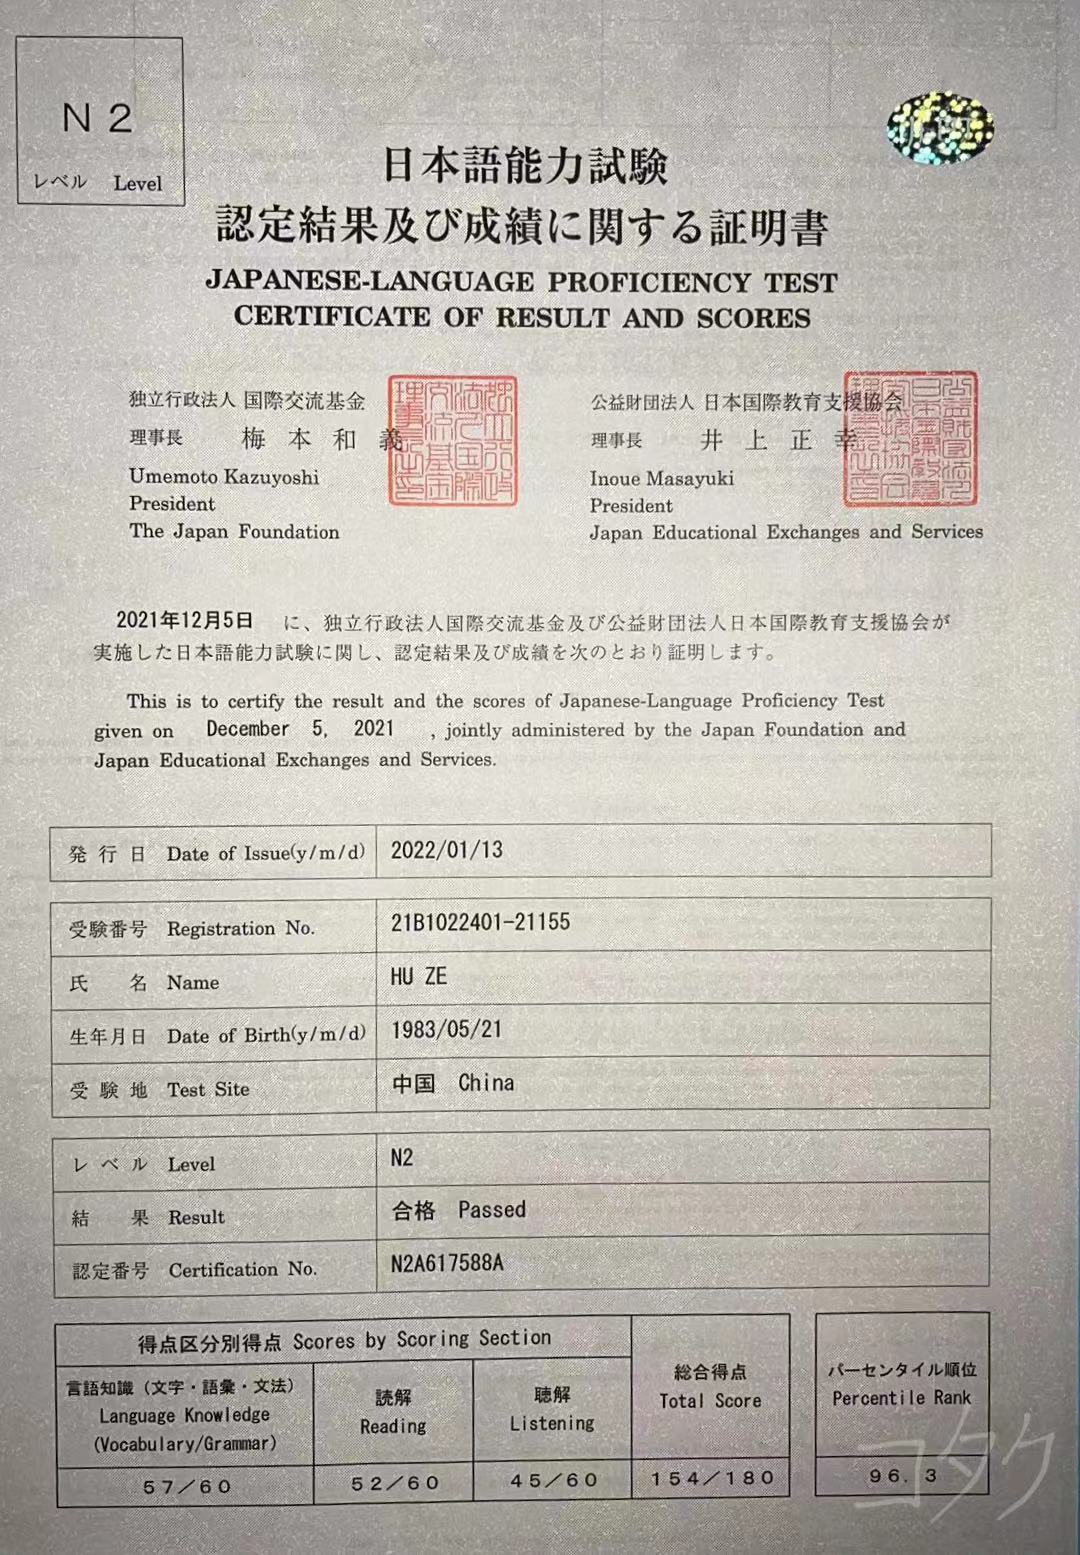 N2
レベル Level
日本語能力試験
認定結果及び成績に関する証明書
JAPANESE-LANGUAGE PROFICIENCY TEST
CERTIFICATE OF RESULT AND SCORES
独立行政法人 国際交流基金
理事長 梅本和義
Umemoto Kazuyoshi
President
The Japan Foundation
公益財団法人 日本国際教育支援協会
理事長 井上正幸
Inoue Masayuki
President
Japan Educational Exchanges and Services
2021年12月5日 に、独立行政法人国際交流基金及び公益財団法人日本国際教育支援協会が
実施した日本語能力試験に関し、認定結果及び成績を次のとおり証明します。
This is to certify the result and the scores of Japanese-Language Proficiency Test
given on December 5, 2021 , jointly administered by the Japan Foundation and
Japan Educational Exchanges and Services.
発行日 Date of Issue(y/m/d) 2022/01/13
受験番号 Registration No. 21B1022401-21155
氏名 Name HU ZE
生年月日 Date of Birth(y/m/d) 1983/05/21
受験地 Test Site 中国 China
レベル Level N2
結果 Result 合格 Passed
認定番号 Certification No. N2A617588A
得点区分別得点 Scores by Scoring Section
言語知識(文字・語彙・文法)
Language Knowledge
(Vocabulary/Grammar)
読解
Reading
聴解
Listening
総合得点
Total Score
パーセンタイル順位
Percentile Rank
57/60 52/60 45/60 154/180 96.3
コタク